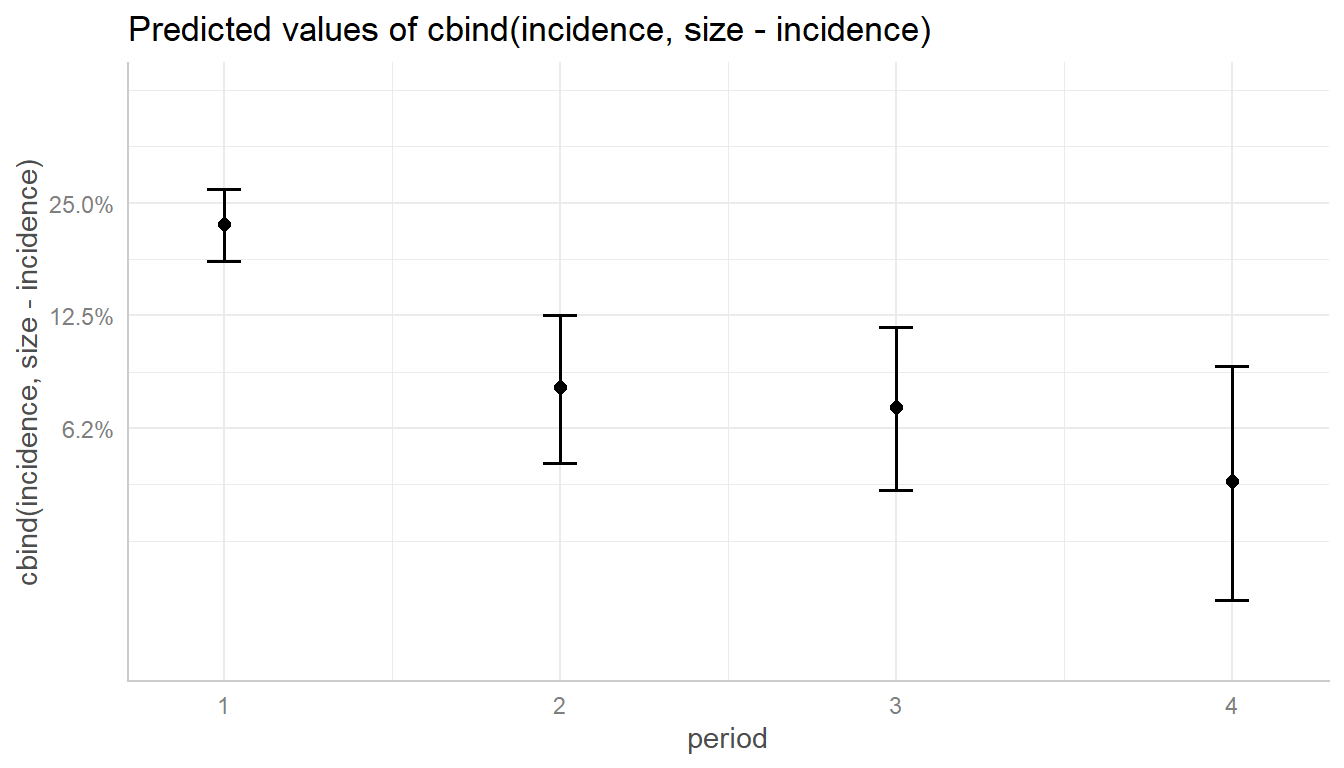 Predicted values of cbind(incidence, size - incidence)
cbind(incidence, size - incidence)
25.0%
12.5%
6.2%
1
2
3
4
period